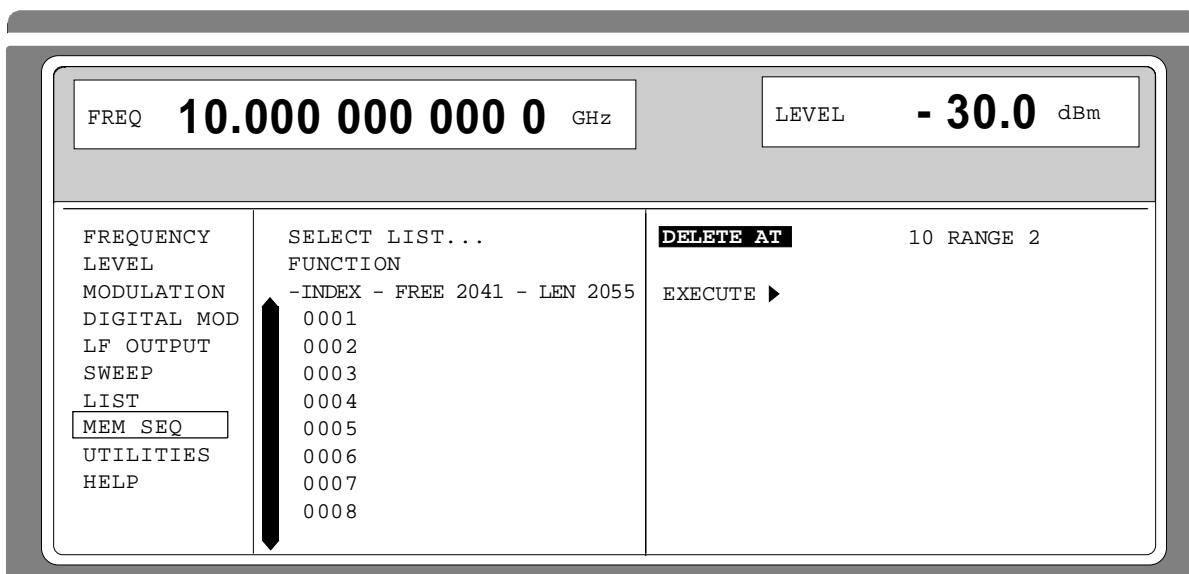 FREQ 10.000 000 000 0 GHz
LEVEL - 30.0 dBm
FREQUENCY
LEVEL
MODULATION
DIGITAL MOD
LF OUTPUT
SWEEP
LIST
MEM SEQ
UTILITIES
HELP
SELECT LIST...
FUNCTION
-INDEX - FREE 2041 - LEN 2055
0001
0002
0003
0004
0005
0006
0007
0008
DELETE AT 10 RANGE 2
EXECUTE